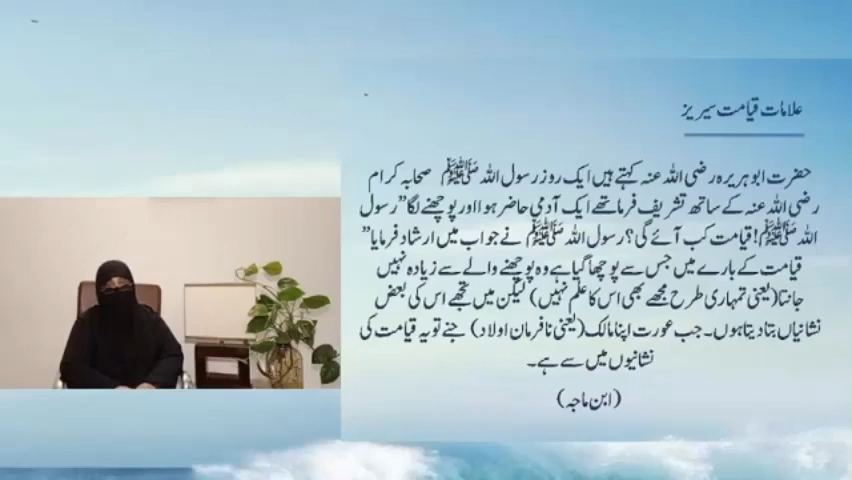 علامات قیامت سیریز
حضرت ابوہریرہ رضی اللہ عنہ کہتے ہیں ایک روز رسول اللہ ﷺ صحابہ کرام
رضی اللہ عنہ کے ساتھ تشریف فرما تھے ایک آدمی حاضر ہوا اور پوچھنے لگا ”رسول
اللہ ﷺ! قیامت کب آئے گی؟ رسول اللہ ﷺ نے جواب میں ارشاد فرمایا ”
قیامت کے بارے میں جس سے پوچھا گیا ہے وہ پوچھنے والے سے زیادہ نہیں
جانتا (یعنی تمہاری طرح مجھے بھی اس کا علم نہیں) لیکن میں تجھے اس کی بعض
نشانیاں بتا دیتا ہوں۔ جب عورت اپنا مالک (یعنی نافرمان اولاد) جنے تو یہ قیامت کی
نشانیوں میں سے ہے۔
(ابن ماجہ)